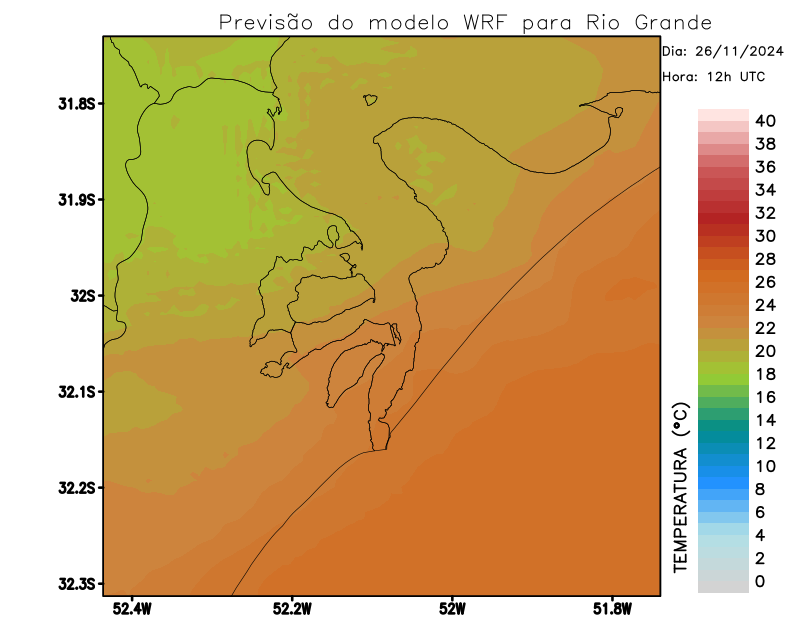 Previsão do modelo WRF para Rio Grande
Dia: 26/11/2024
Hora: 12h UTC
31.8S
31.9S
32S
32.1S
32.2S
32.3S
52.4W
52.2W
52W
51.8W
TEMPERATURA (°C)
40
38
36
34
32
30
28
26
24
22
20
18
16
14
12
10
8
6
4
2
0